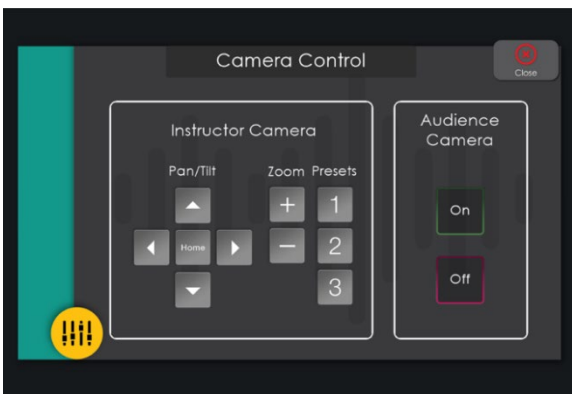 Camera Control
Close
Instructor Camera
Pan/Tilt
Zoom Presets
Home
+
−
1
2
3
Audience
Camera
On
Off